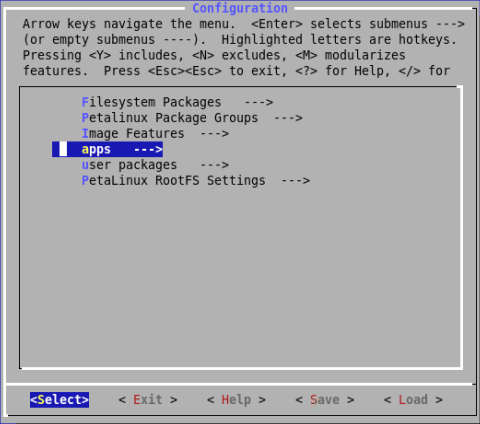 Configuration
Arrow keys navigate the menu.  <Enter> selects submenus --->
(or empty submenus ----).  Highlighted letters are hotkeys.
Pressing <Y> includes, <N> excludes, <M> modularizes
features.  Press <Esc><Esc> to exit, <?> for Help, </> for
Filesystem Packages   --->
Petalinux Package Groups  --->
Image Features  --->
apps   --->
user packages   --->
PetaLinux RootFS Settings  --->
<Select>    < Exit >    < Help >    < Save >    < Load >